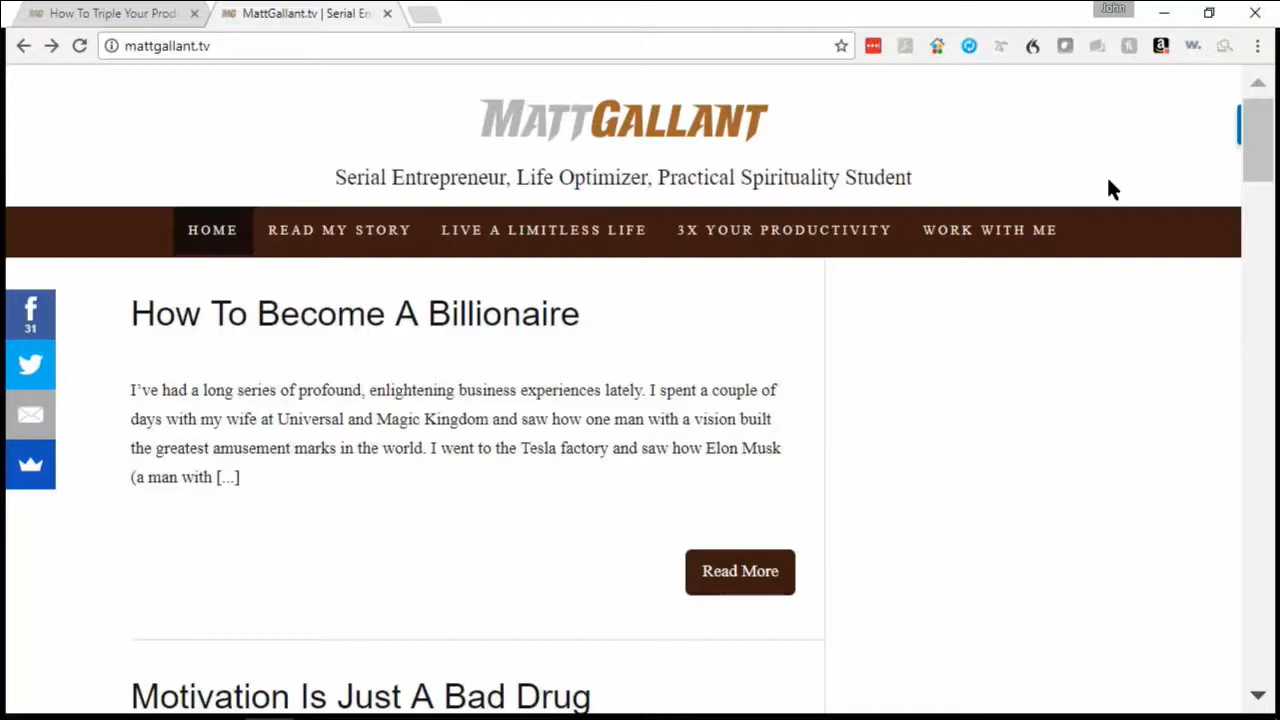 John
How To Triple Your Prod
MattGallant.tv | Serial En
mattgallant.tv
MATTGALLANT
Serial Entrepreneur, Life Optimizer, Practical Spirituality Student
HOME READ MY STORY LIVE A LIMITLESS LIFE 3X YOUR PRODUCTIVITY WORK WITH ME
How To Become A Billionaire
31
I’ve had a long series of profound, enlightening business experiences lately. I spent a couple of
days with my wife at Universal and Magic Kingdom and saw how one man with a vision built
the greatest amusement marks in the world. I went to the Tesla factory and saw how Elon Musk
(a man with [...]
Read More
Motivation Is Just A Bad Drug